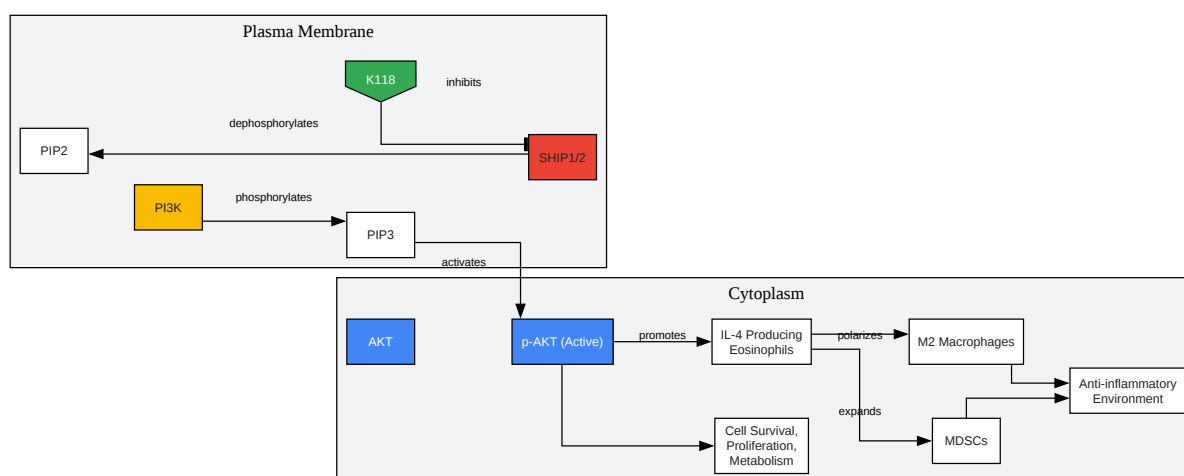 Plasma Membrane
K118
inhibits
dephosphorylates
PIP2
SHIP1/2
PI3K
phosphorylates
PIP3
activates
Cytoplasm
AKT
p-AKT (Active)
promotes
IL-4 Producing
Eosinophils
polarizes
M2 Macrophages
Anti-inflammatory
Environment
expands
Cell Survival,
Proliferation,
Metabolism
MDSCs